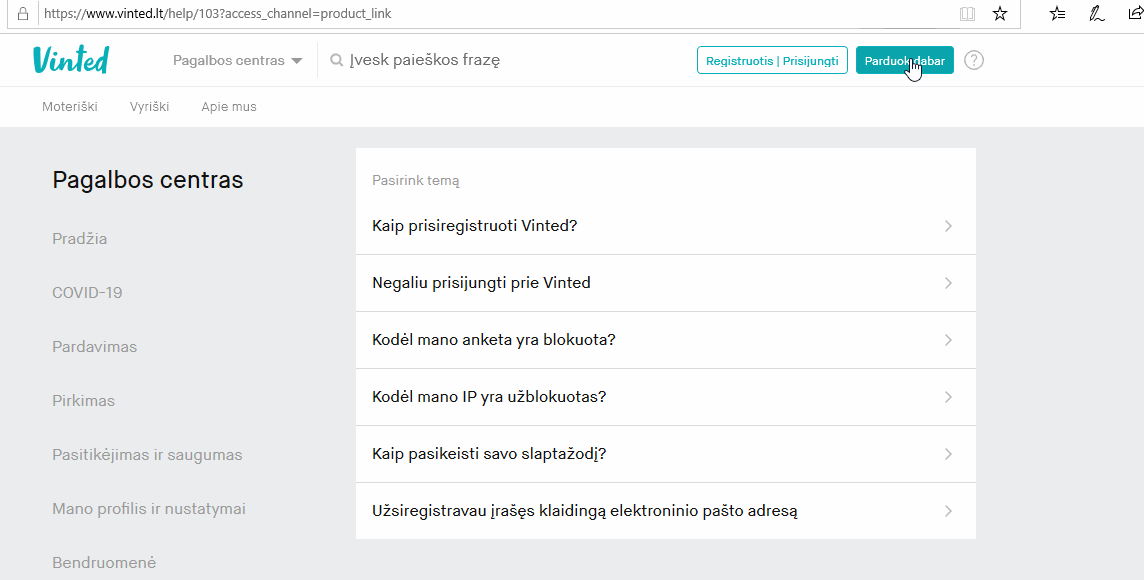 https://www.vinted.lt/help/103?access_channel=product_link
Vinted
Pagalbos centras
Įvesk paieškos frazę
Registruotis | Prisijungti
Parduok dabar
?
Moteriški
Vyriški
Apie mus
Pagalbos centras
Pradžia
COVID-19
Pardavimas
Pirkimas
Pasitikėjimas ir saugumas
Mano profilis ir nustatymai
Bendruomenė
Pasirink temą
Kaip prisiregistruoti Vinted?
Negaliu prisijungti prie Vinted
Kodėl mano anketa yra blokuota?
Kodėl mano IP yra užblokuotas?
Kaip pasikeisti savo slaptažodį?
Užsiregistravau įrašęs klaidingą elektroninio pašto adresą